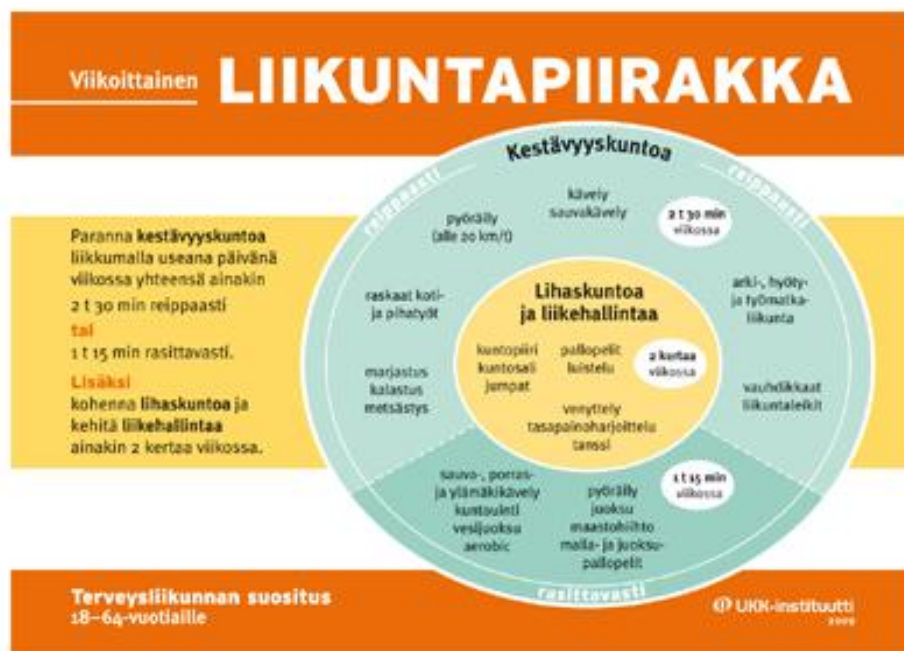 Viikoittainen LIIKUNTAPIIRAKKA
Kestävyyskuntoa
reippaasti
reippaasti
kävely
sauvakävely
2 t 30 min
viikossa
pyöräily
(alle 20 km/t)
Paranna kestävyyskuntoa
liikkumalla useana päivänä
viikossa yhteensä ainakin
2 t 30 min reippaasti
tai
1 t 15 min rasittavasti.
Lisäksi
kohenna lihaskuntoa ja
kehitä liikehallintaa
ainakin 2 kertaa viikossa.
raskaat koti-
ja pihatyöt
marjastus
kalastus
metsästys
Lihaskuntoa
ja liikehallintaa
kuntopiiri
kuntosali
jumpat
pallopelit
luistelu
2 kertaa
viikossa
venyttely
tasapainoharjoittelu
tanssi
arki-, hyöty-
ja työmatka-
liikunta
vauhdikkaat
liikuntaleikit
sauva-, porras-
ja ylämäkikävely
kuntouinti
vesijuoksu
aerobic
pyöräily
juoksu
maastohiihto
maila- ja juoksu-
pallopelit
1 t 15 min
viikossa
rasittavasti
Terveysliikunnan suositus
18–64-vuotiaille
UKK-instituutti
2009